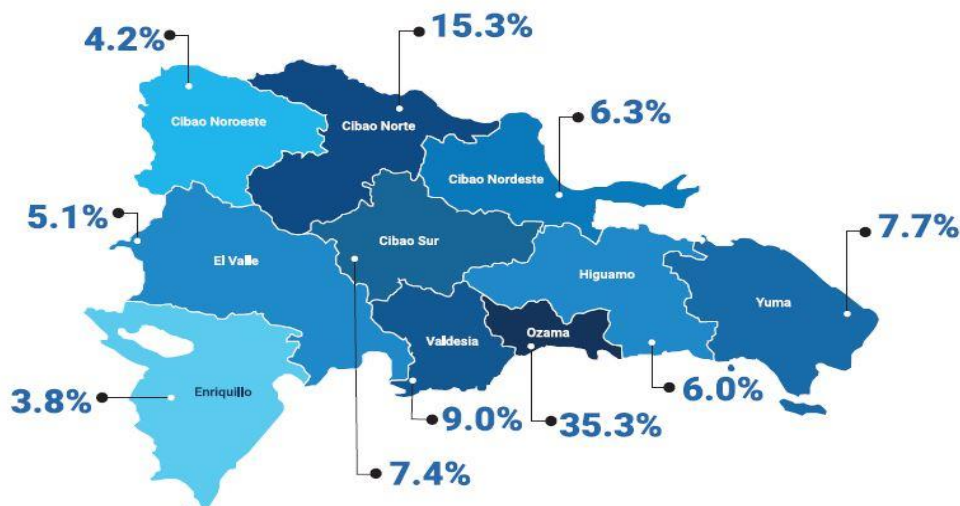 15.3%
4.2%
6.3%
Cibao Noroeste
Cibao Norte
Cibao Nordeste
5.1%
7.7%
Cibao Sur
El Valle
Higuamo
Yuma
Ozama
Valdesia
Enriquillo
3.8%
6.0%
9.0%
35.3%
7.4%